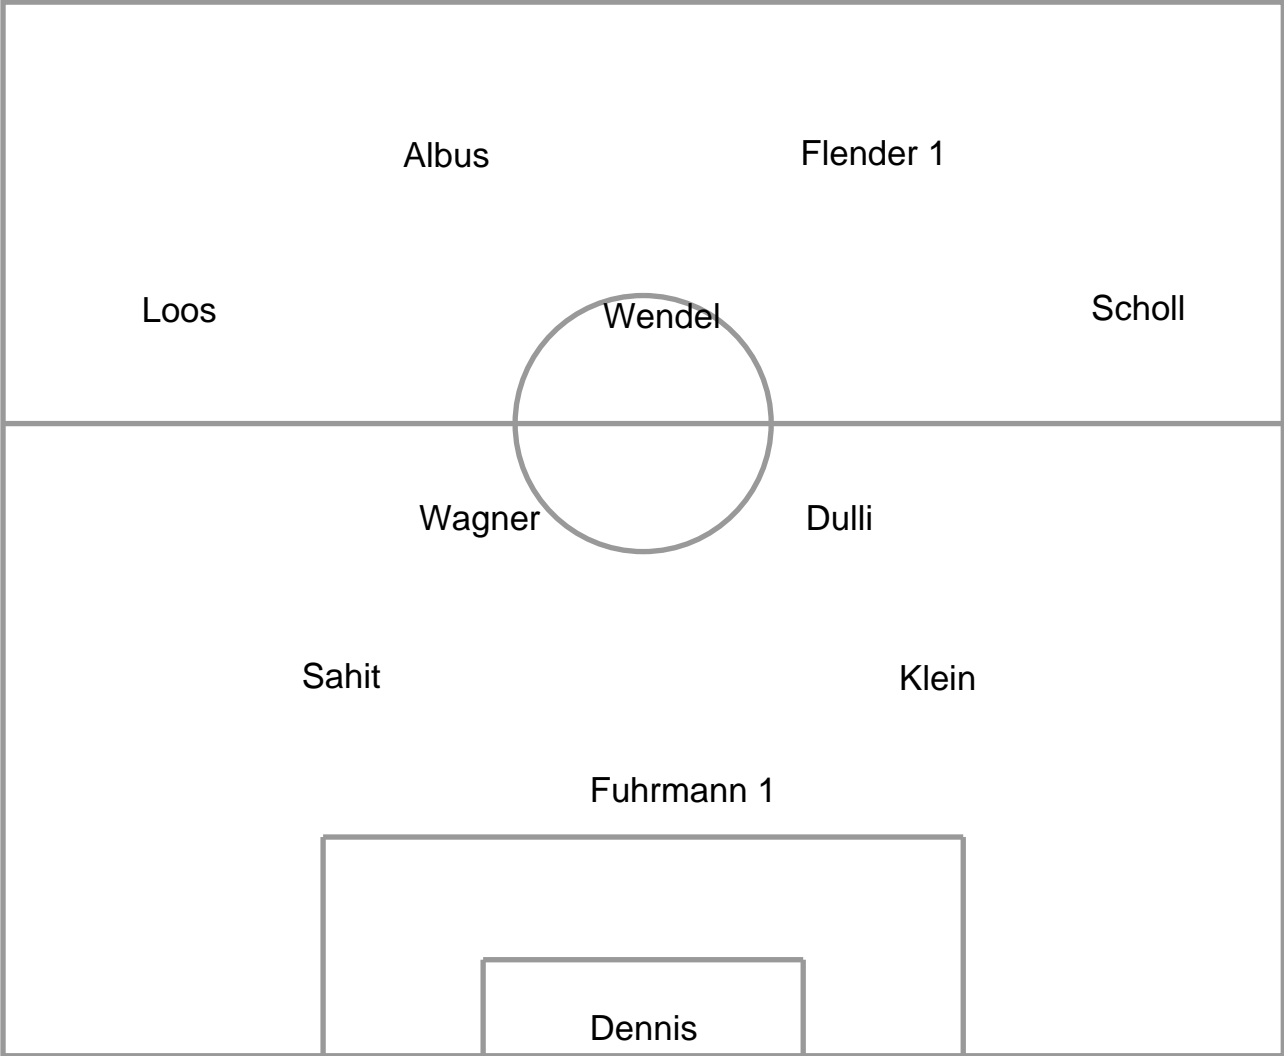 Albus
Flender 1
Loos
Wendel
Scholl
Wagner
Dulli
Sahit
Klein
Fuhrmann 1
Dennis